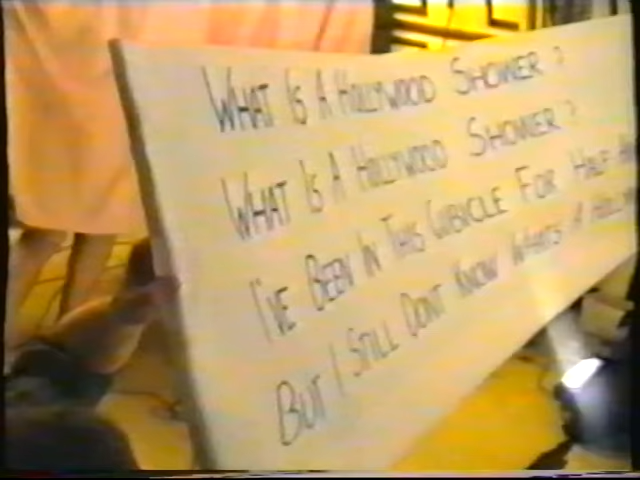 WHAT IS A HOLLYWOOD SHOWER?
WHAT IS A HOLLYWOOD SHOWER?
I'VE BEEN IN THIS CUBICLE FOR HALF
BUT I STILL DONT KNOW WHATS A